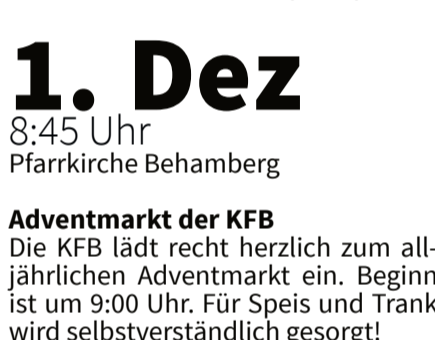 1. Dez
8:45 Uhr
Pfarrkirche Behamberg
Adventmarkt der KFB
Die KFB lädt recht herzlich zum all-
jährlichen Adventmarkt ein. Beginn
ist um 9:00 Uhr. Für Speis und Trank
wird selbstverständlich gesorgt!